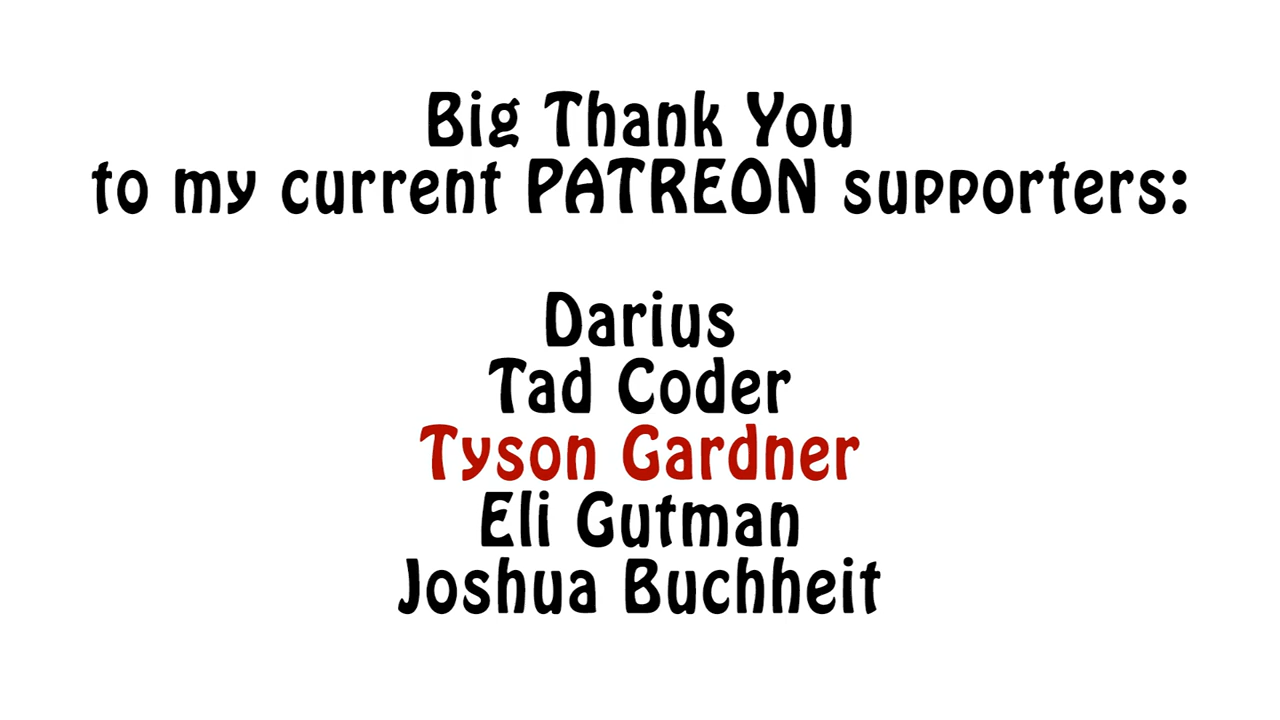 Big Thank You
to my current PATREON supporters:
Darius
Tad Coder
Tyson Gardner
Eli Gutman
Joshua Buchheit